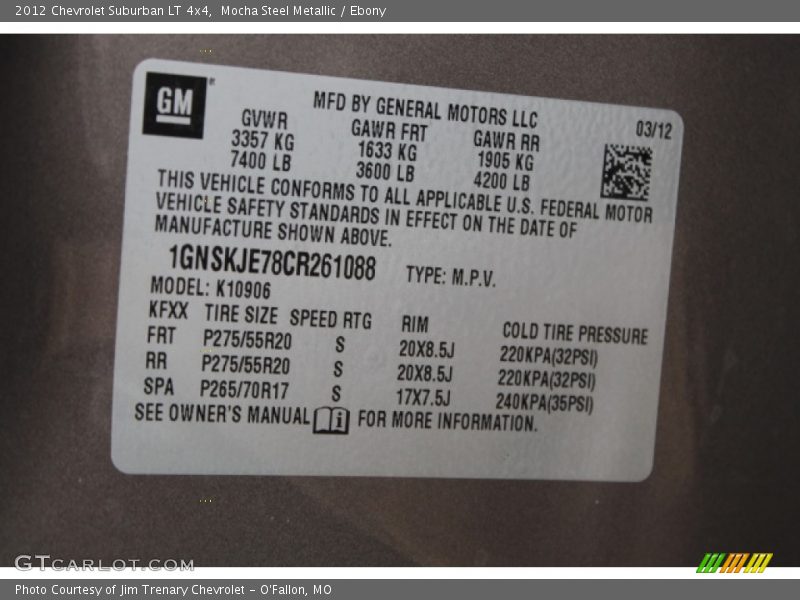 2012 Chevrolet Suburban LT 4x4, Mocha Steel Metallic / Ebony
GM®
MFD BY GENERAL MOTORS LLC
03/12
GVWR GAWR FRT GAWR RR
3357 KG 1633 KG 1905 KG
7400 LB 3600 LB 4200 LB
THIS VEHICLE CONFORMS TO ALL APPLICABLE U.S. FEDERAL MOTOR
VEHICLE SAFETY STANDARDS IN EFFECT ON THE DATE OF
MANUFACTURE SHOWN ABOVE.
1GNSKJE78CR261088 TYPE: M.P.V.
MODEL: K10906
KFXX TIRE SIZE SPEED RTG RIM COLD TIRE PRESSURE
FRT P275/55R20 S 20X8.5J 220KPA(32PSI)
RR P275/55R20 S 20X8.5J 220KPA(32PSI)
SPA P265/70R17 S 17X7.5J 240KPA(35PSI)
SEE OWNER'S MANUAL i FOR MORE INFORMATION.
GTCARLOT.COM
Photo Courtesy of Jim Trenary Chevrolet - O'Fallon, MO